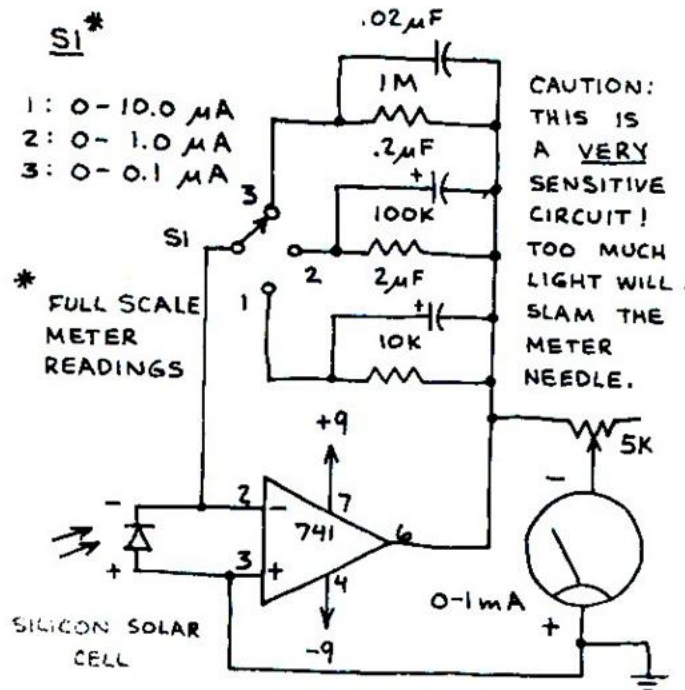 S1*
1: 0-10.0 μA
2: 0- 1.0 μA
3: 0- 0.1 μA
* FULL SCALE
METER
READINGS
.02μF
1M
.2μF
+
100K
2μF
+
10K
3
S1
2
1
CAUTION:
THIS IS
A VERY
SENSITIVE
CIRCUIT!
TOO MUCH
LIGHT WILL
SLAM THE
METER
NEEDLE.
+9
5K
-
- 2 - 7
741 6
+ 3 + 4
-9
0-1mA
+
SILICON SOLAR
CELL